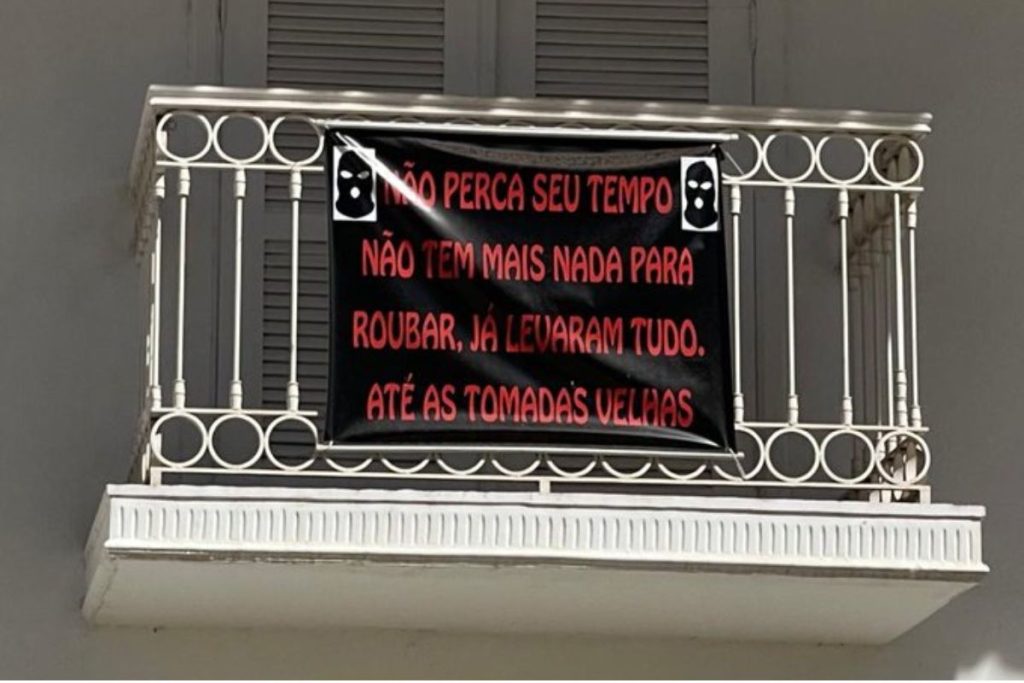 NÃO PERCA SEU TEMPO
NÃO TEM MAIS NADA PARA
ROUBAR, JÁ LEVARAM TUDO.
ATÉ AS TOMADAS VELHAS